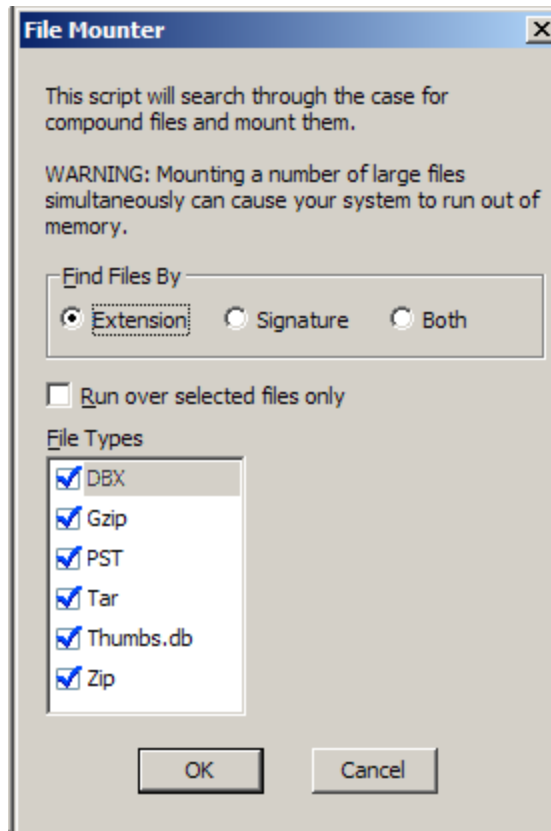 File Mounter
This script will search through the case for
compound files and mount them.
WARNING: Mounting a number of large files
simultaneously can cause your system to run out of
memory.
Find Files By
Extension Signature Both
Run over selected files only
File Types
DBX
Gzip
PST
Tar
Thumbs.db
Zip
OK Cancel